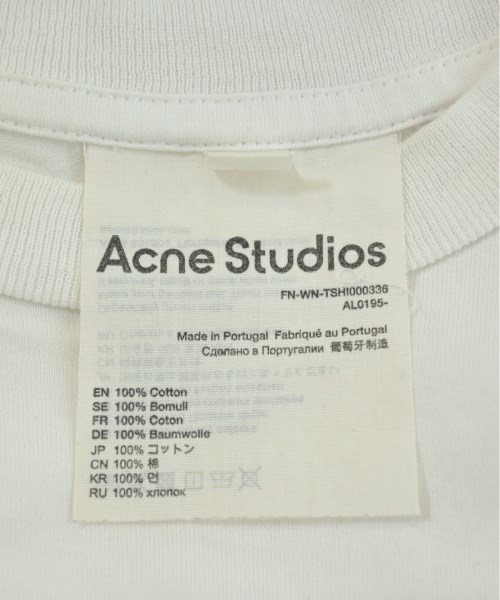 Acne Studios
FN-WN-TSHI000336
AL0195-
Made in Portugal Fabriqué au Portugal
Сделано в Португалии 葡萄牙制造
EN 100% Cotton
SE 100% Bomull
FR 100% Coton
DE 100% Baumwolle
JP 100% コットン
CN 100% 棉
KR 100% 면
RU 100% хлопок